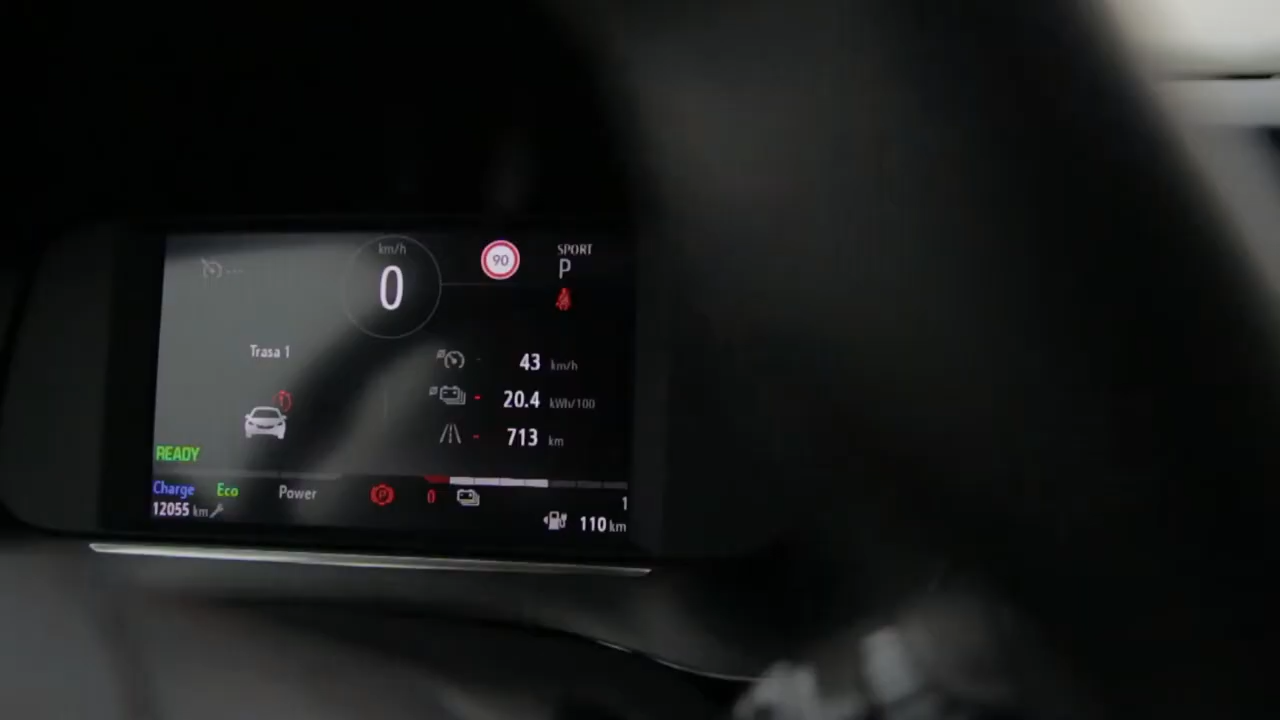 km/h
0
90
SPORT
P
Trasa 1
43 km/h
20.4 kWh/100
713 km
READY
Charge Eco Power
0 1
12055 km
110 km